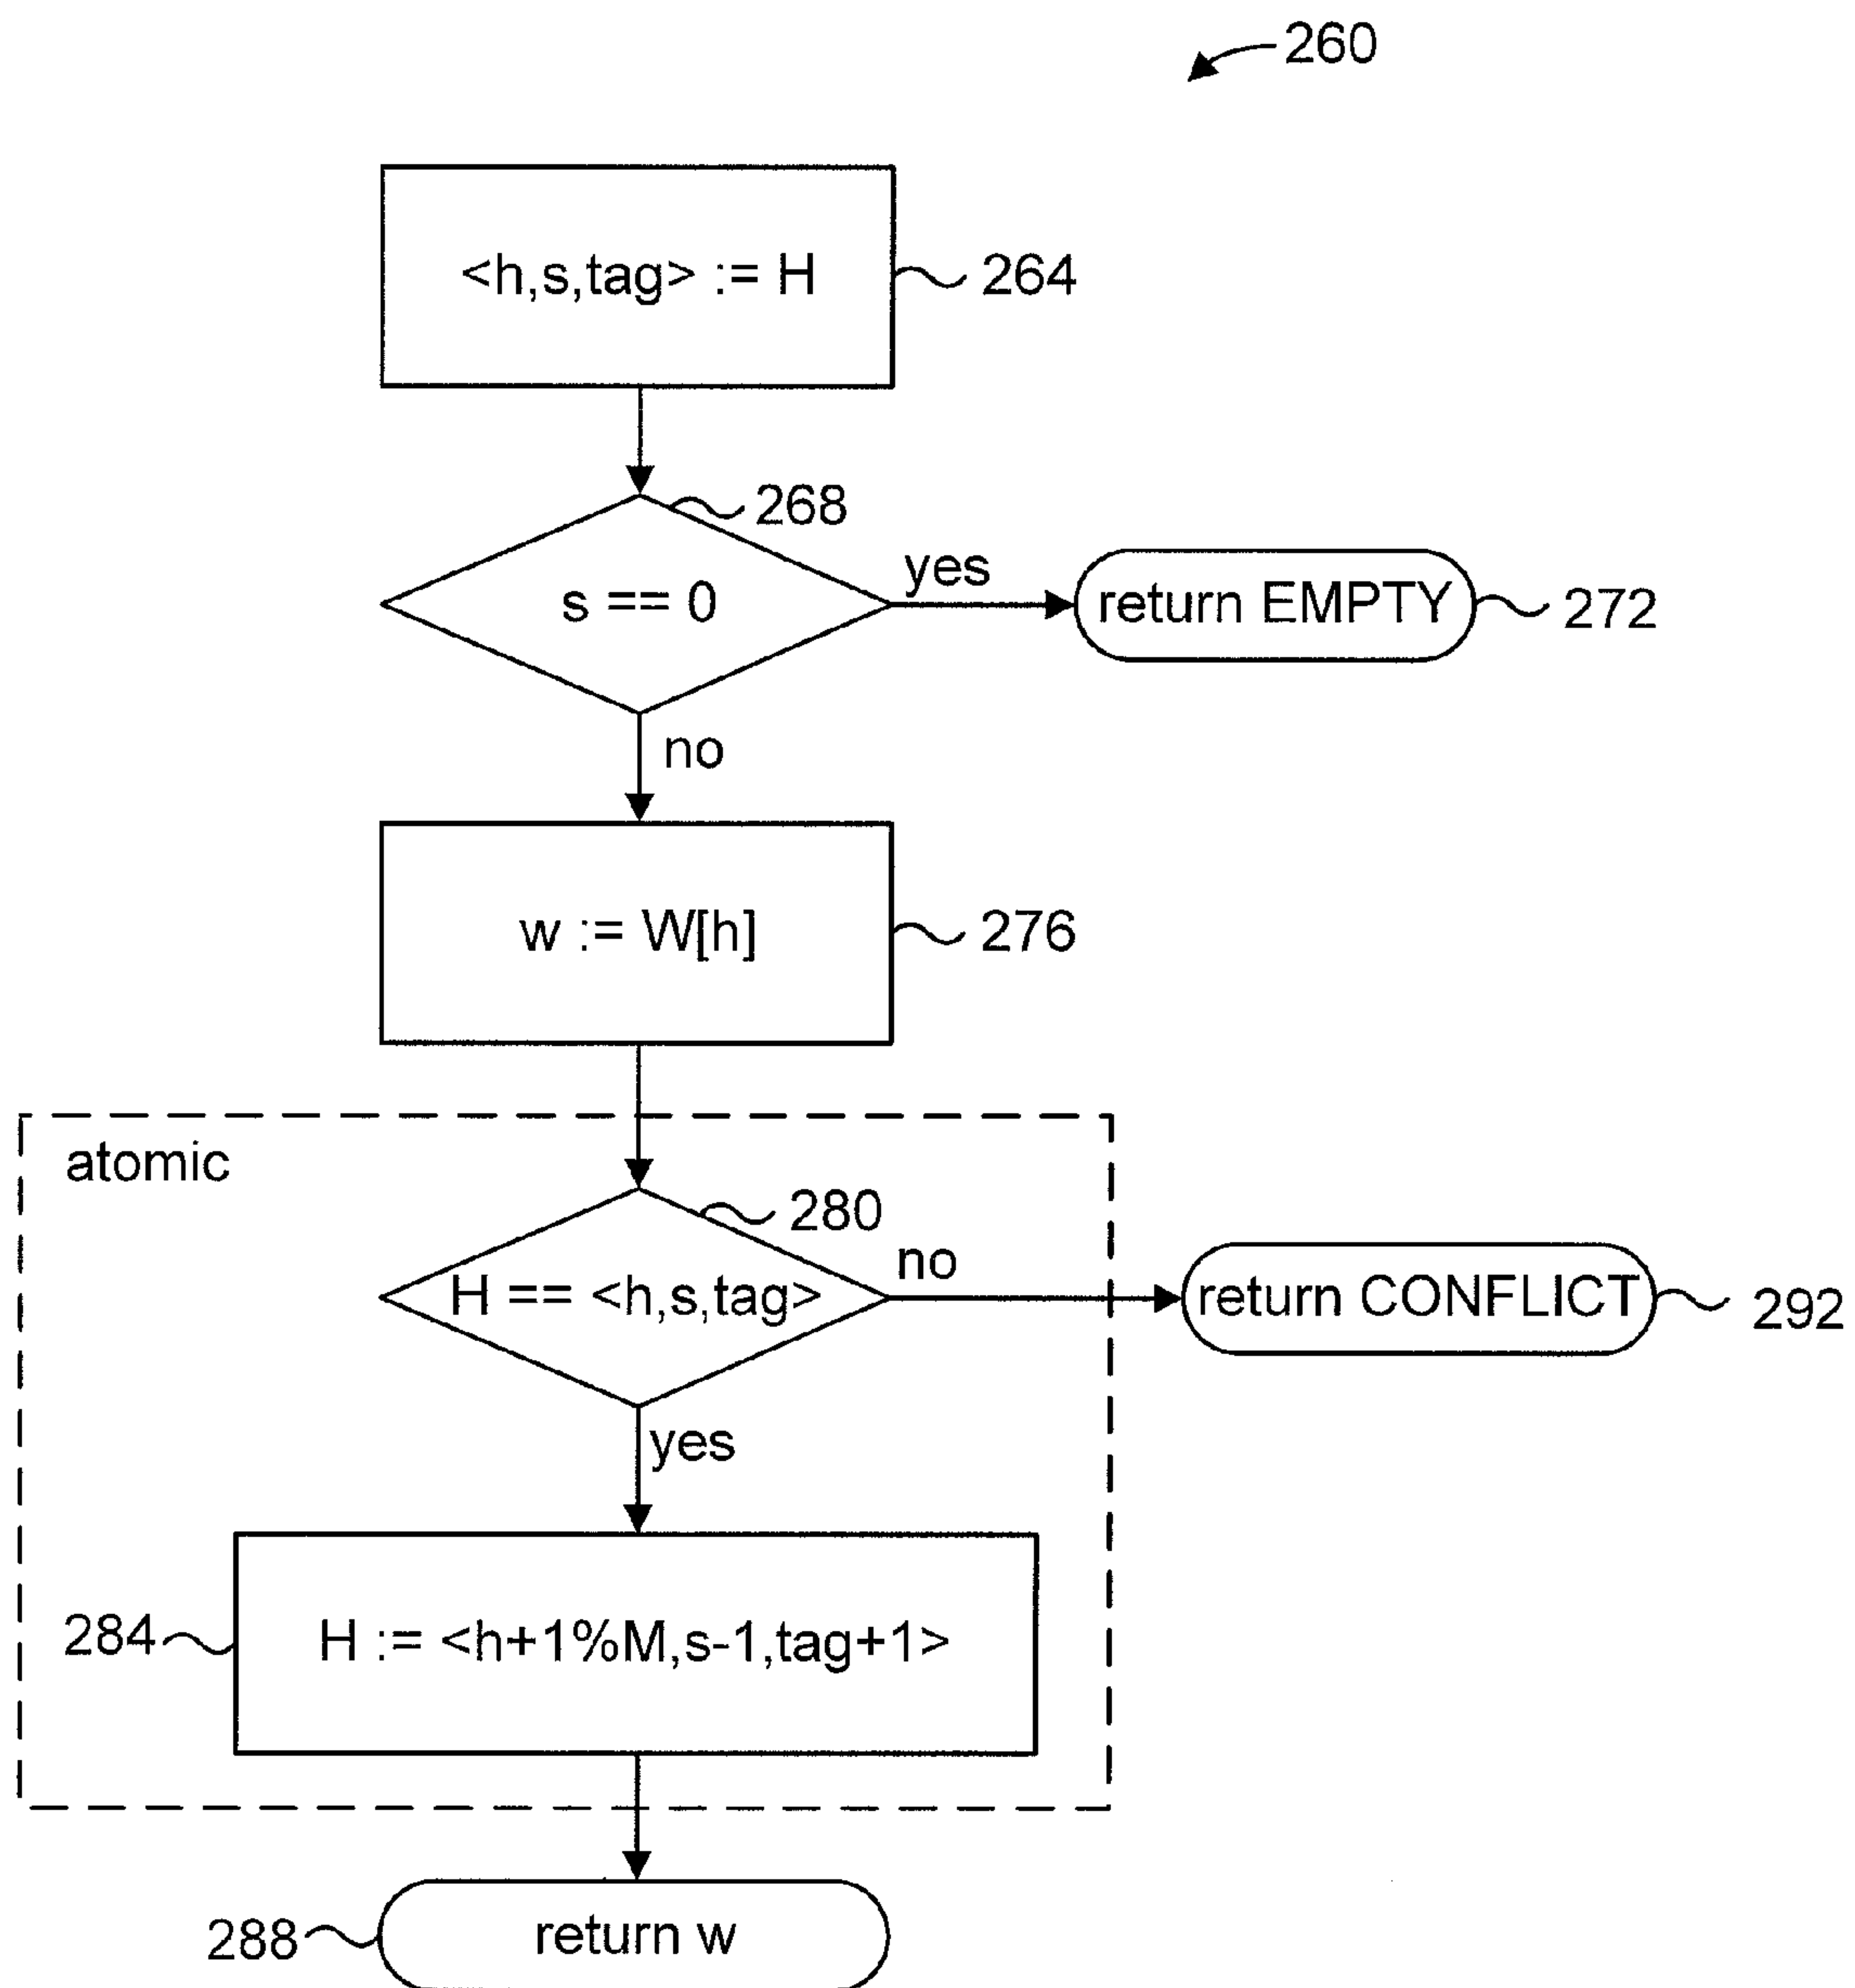 260
<h,s,tag> := H
264
268
s == 0
yes
return EMPTY
272
no
w := W[h]
276
atomic
280
H == <h,s,tag>
no
return CONFLICT
292
yes
284
H := <h+1%M,s-1,tag+1>
288
return w